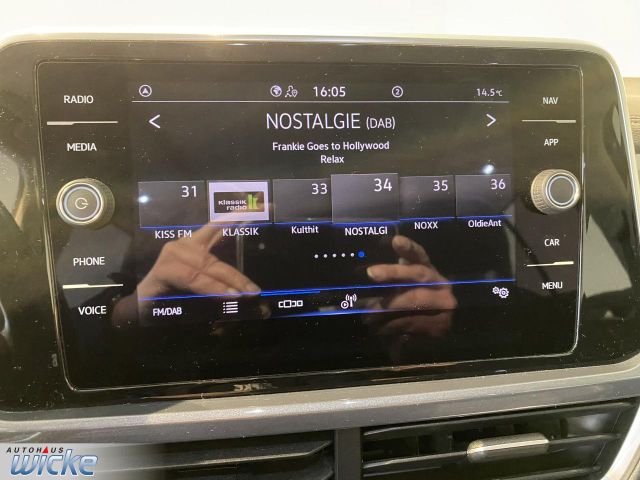 16:05
2
14.5°C
RADIO
MEDIA
PHONE
VOICE
NAV
APP
CAR
MENU
NOSTALGIE (DAB)
Frankie Goes to Hollywood
Relax
31 33 34 35 36
Klassik radio
KISS FM KLASSIK Kulthit NOSTALGI NOXX OldieAnt
FM/DAB
AUTOHAUS
WICKE